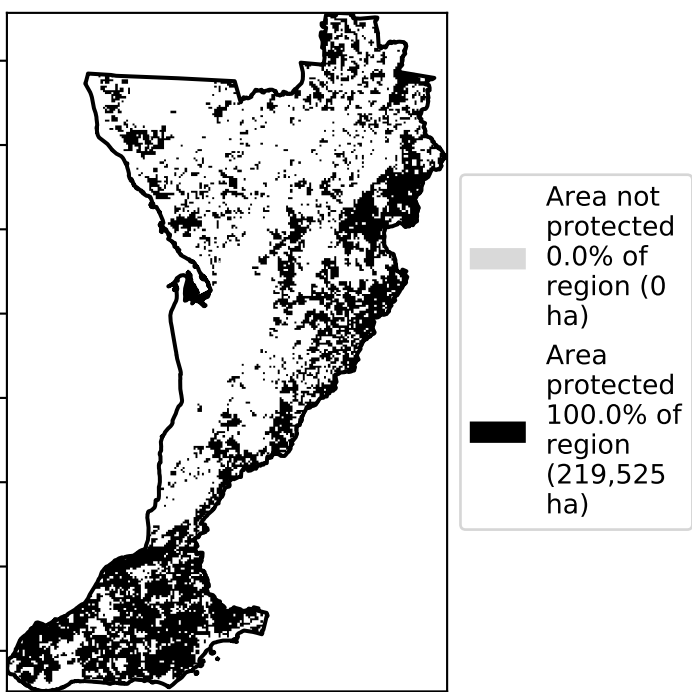 Area not
protected
0.0% of
region (0
ha)
Area
protected
100.0% of
region
(219,525
ha)